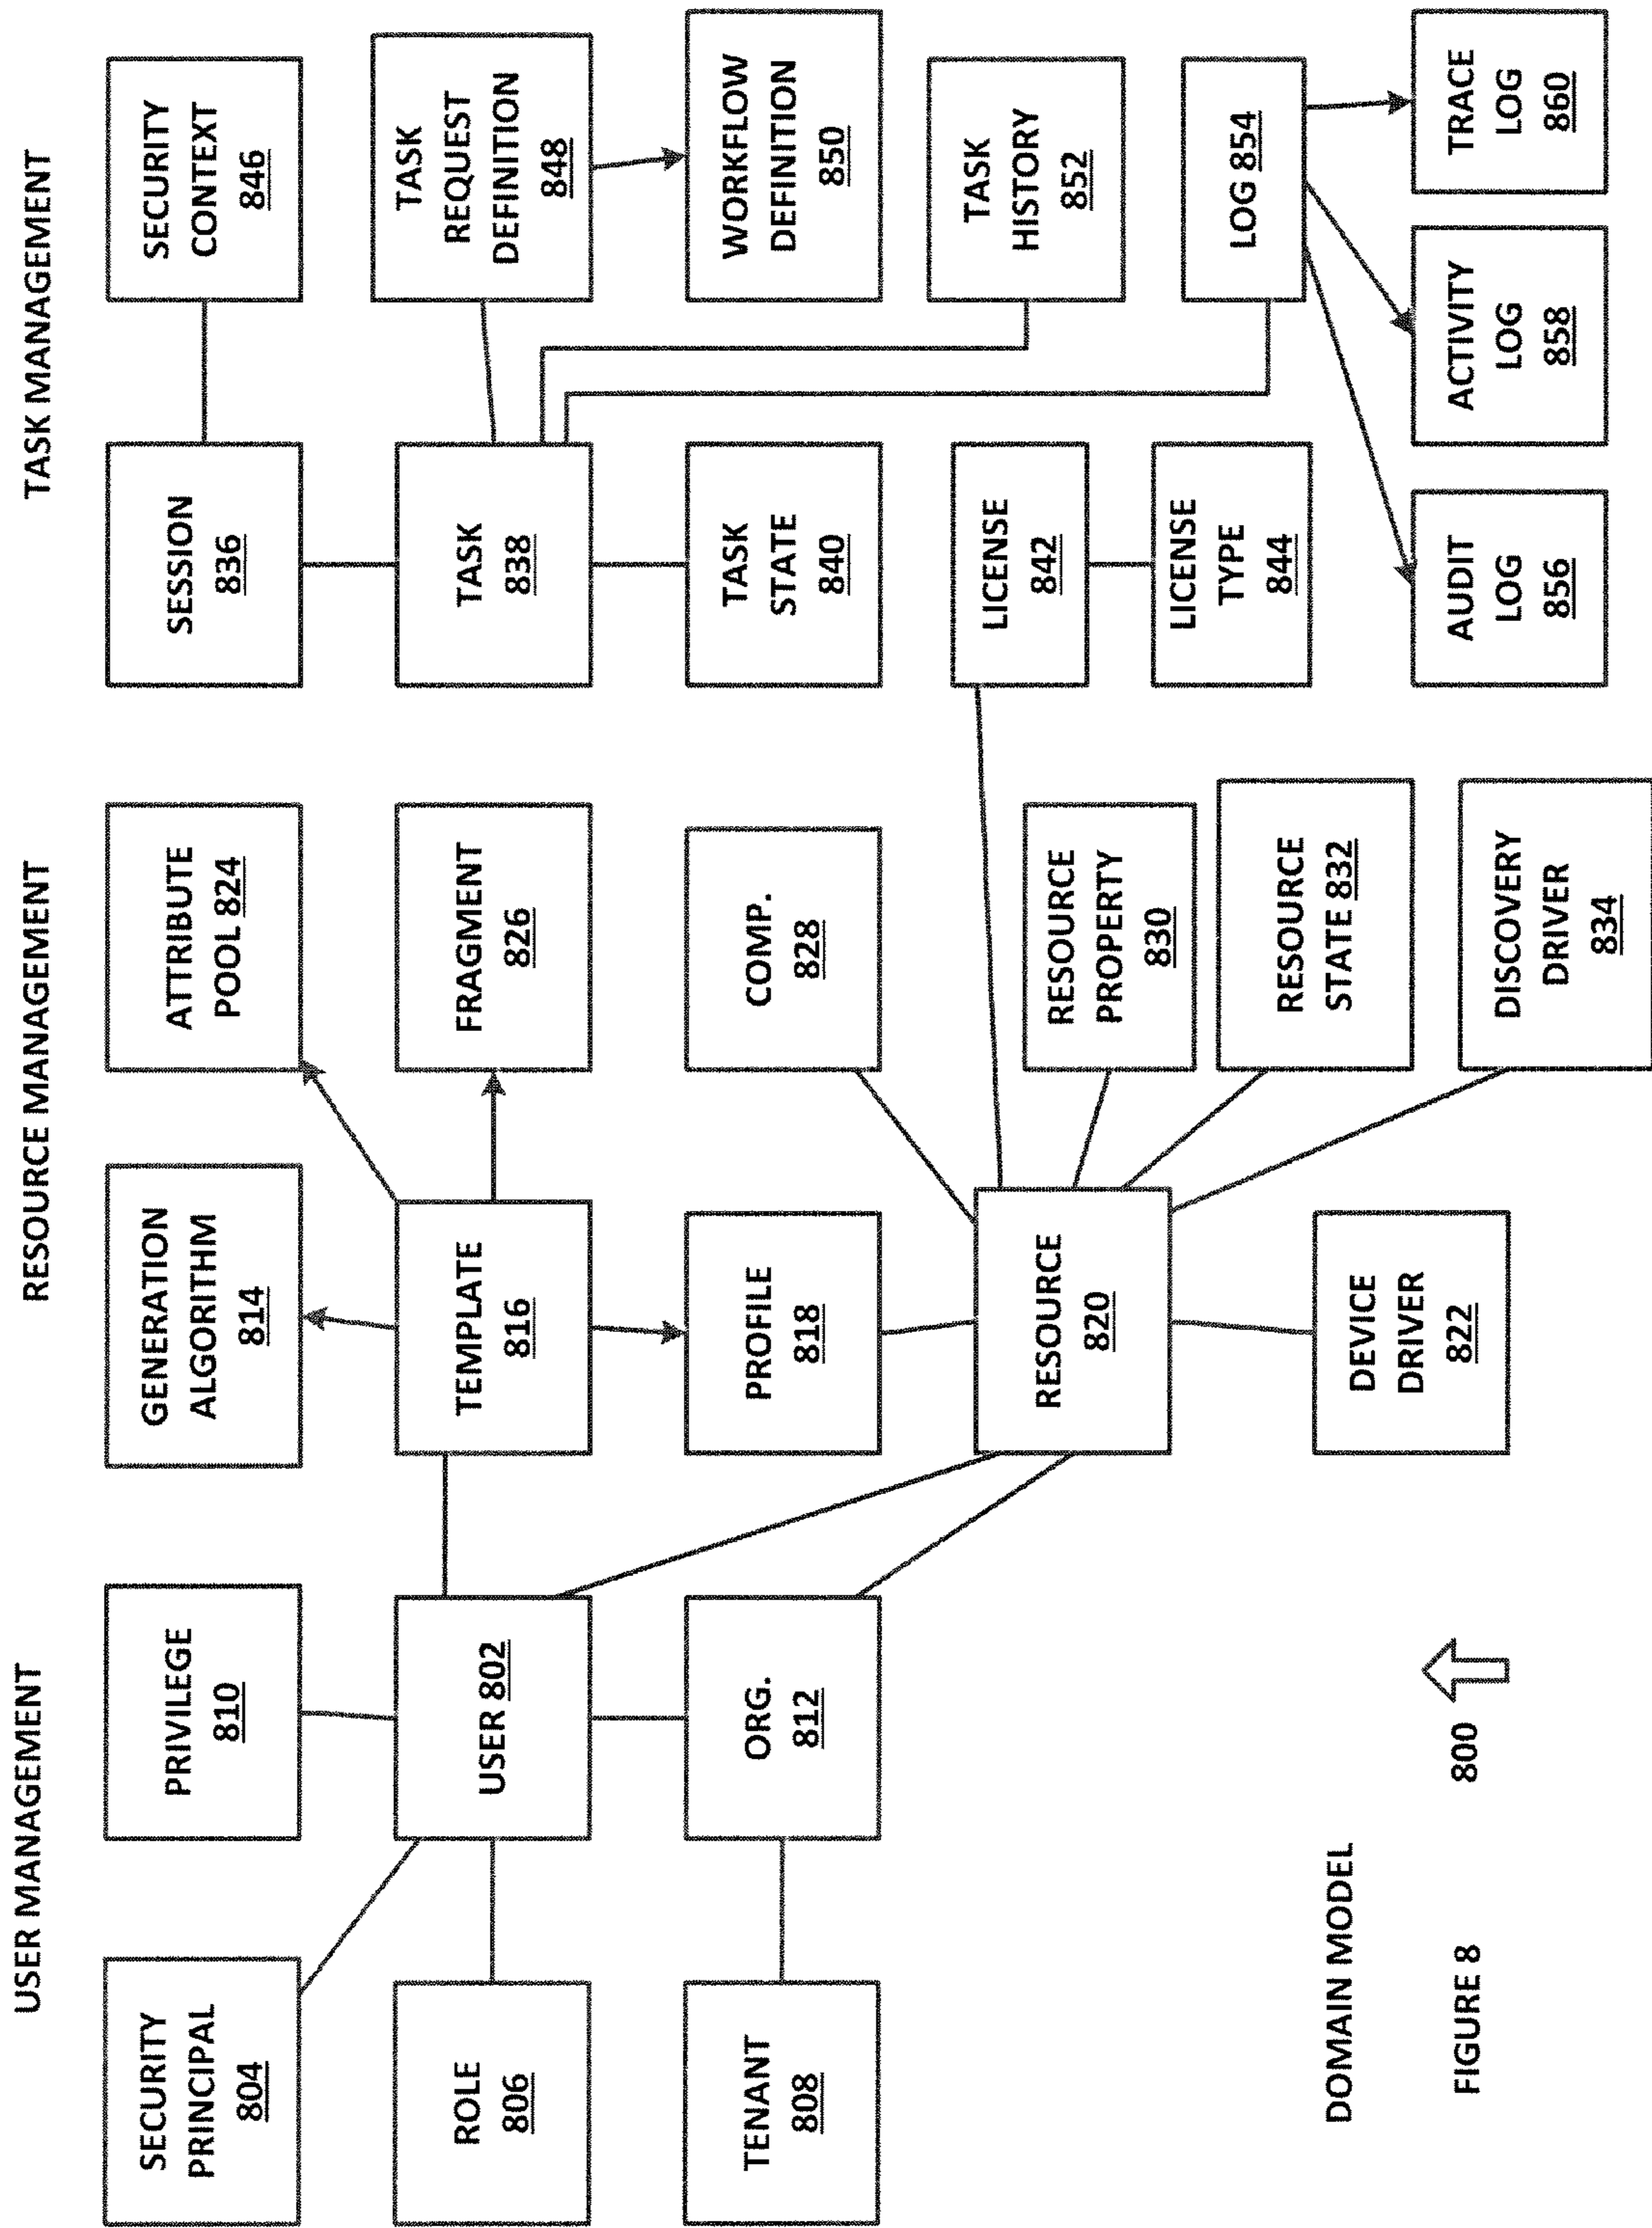 USER MANAGEMENT
SECURITY
PRINCIPAL
804
PRIVILEGE
810
ROLE
806
USER 802
TENANT
808
ORG.
812
RESOURCE MANAGEMENT
GENERATION
ALGORITHM
814
ATTRIBUTE
POOL 824
TEMPLATE
816
FRAGMENT
826
PROFILE
818
COMP.
828
RESOURCE
820
RESOURCE
PROPERTY
830
RESOURCE
STATE 832
DEVICE
DRIVER
822
DISCOVERY
DRIVER
834
TASK MANAGEMENT
SESSION
836
SECURITY
CONTEXT
846
TASK
838
TASK
REQUEST
DEFINITION
848
TASK
STATE
840
WORKFLOW
DEFINITION
850
LICENSE
842
TASK
HISTORY
852
LICENSE
TYPE
844
LOG 854
AUDIT
LOG
856
ACTIVITY
LOG
858
TRACE
LOG
860
DOMAIN MODEL
FIGURE 8
800